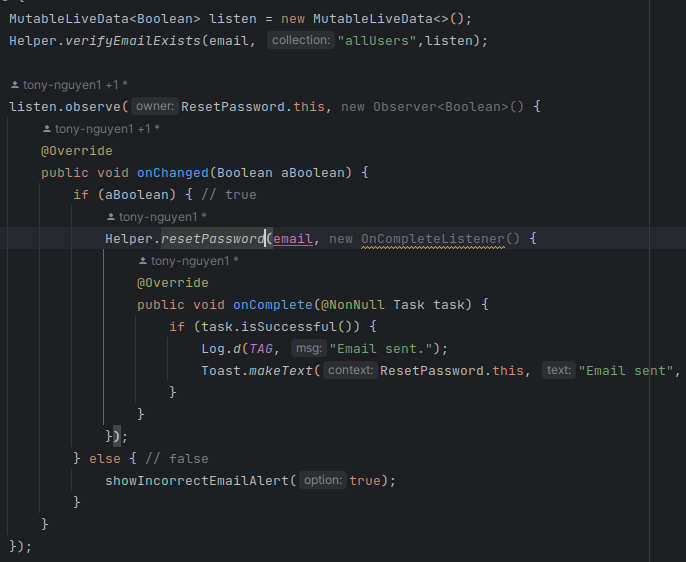 MutableLiveData<Boolean> listen = new MutableLiveData<>();
Helper.verifyEmailExists(email, collection: "allUsers",listen);
tony-nguyen1 +1 *
listen.observe( owner: ResetPassword.this, new Observer<Boolean>() {
tony-nguyen1 +1 *
@Override
public void onChanged(Boolean aBoolean) {
if (aBoolean) { // true
tony-nguyen1 *
Helper.resetPassword(email, new OnCompleteListener() {
tony-nguyen1 *
@Override
public void onComplete(@NonNull Task task) {
if (task.isSuccessful()) {
Log.d(TAG, msg: "Email sent.");
Toast.makeText( context: ResetPassword.this, text: "Email sent",
}
}
});
} else { // false
showIncorrectEmailAlert( option: true);
}
}
});